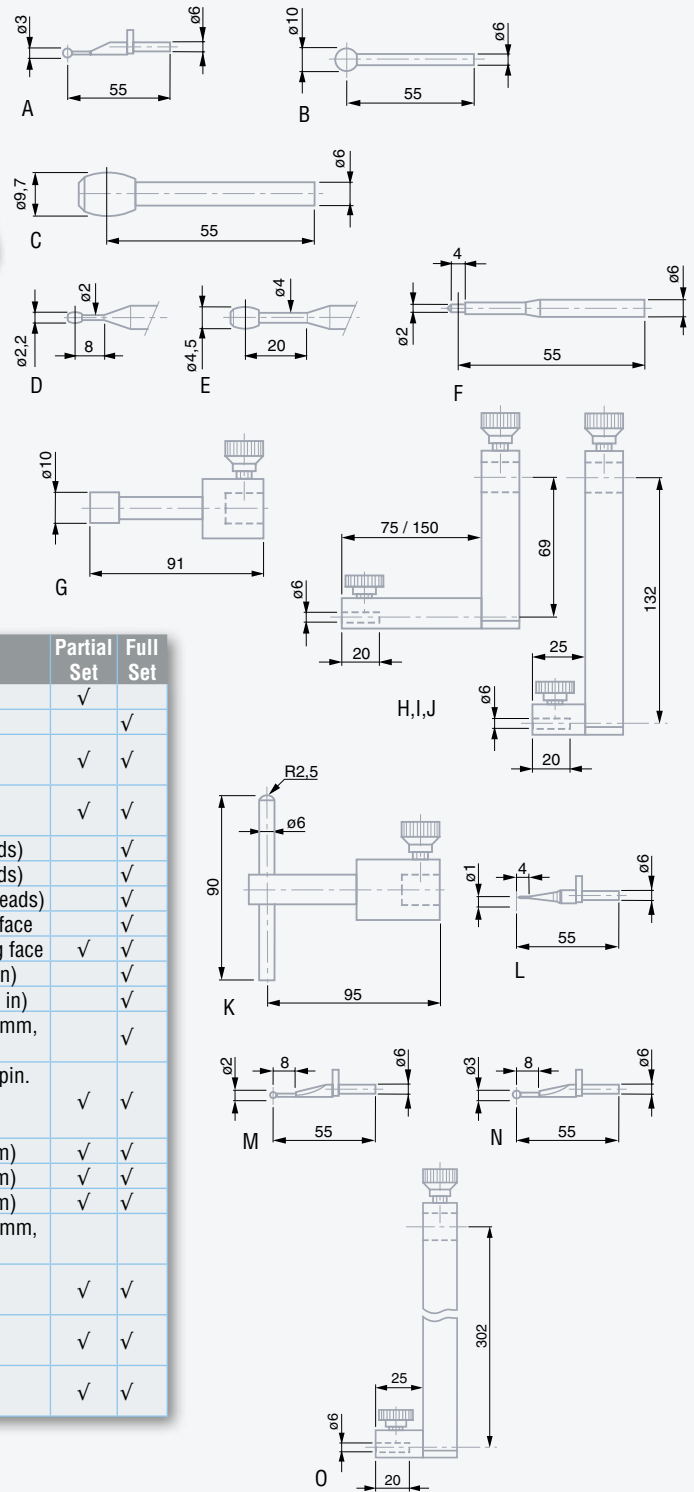 ø3
ø6
55
A
ø10
ø6
55
B
ø9,7
ø6
55
C
ø2
ø2,2
8
D
ø4
ø4,5
20
E
4
ø6
ø2
55
F
ø10
91
G
75 / 150
69
ø6
20
132
25
ø6
20
H,I,J
Partial Full
Set Set
√
√
√ √
√ √
ds) √
ds) √
eads) √
face √
g face √ √
n) √
in) √
mm, √
pin. √ √
m) √ √
m) √ √
m) √ √
mm,
√ √
√ √
√ √
R2,5
ø6
90
95
K
ø1
4
ø6
55
L
ø2
8
ø6
55
M
ø3
8
ø6
55
N
302
25
ø6
20
O